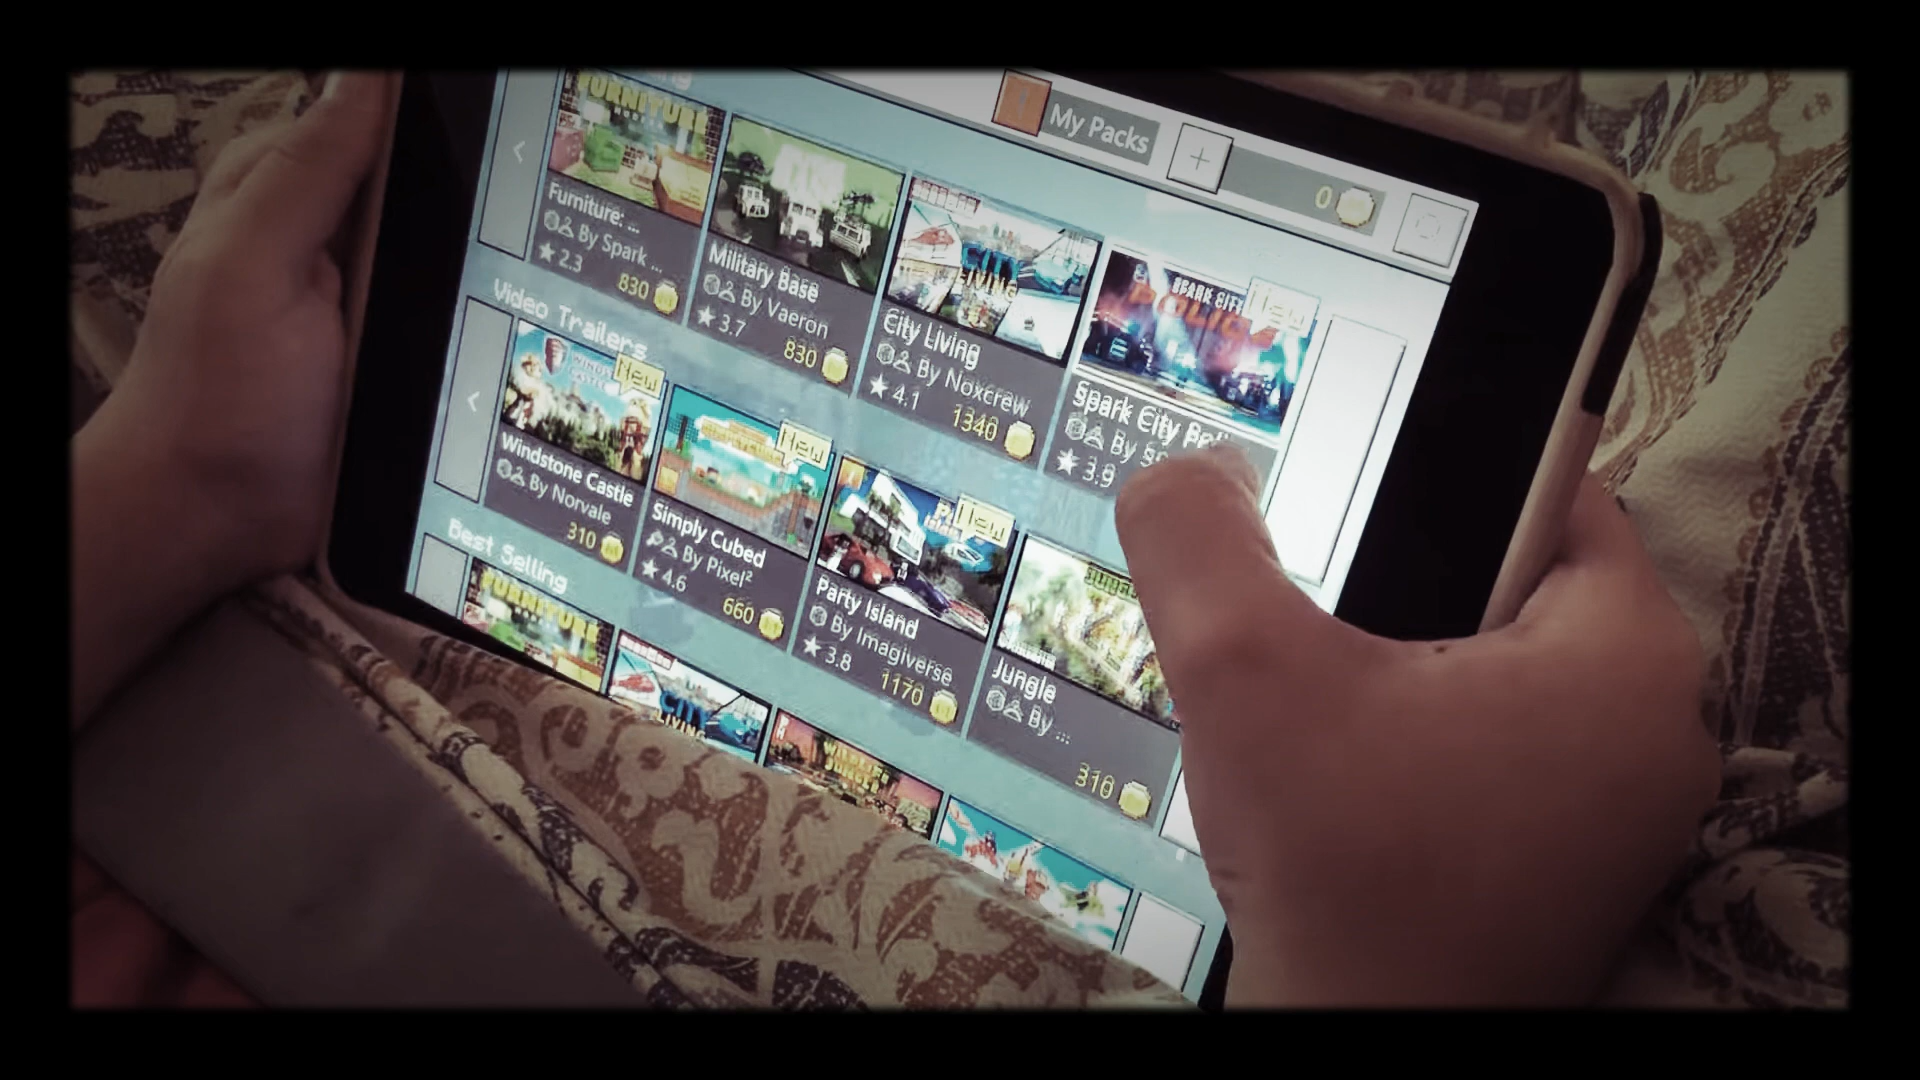 My Packs
0
FURNITURE
Furniture: ...
By Spark ...
2.3
830
Military Base
By Vaeron
3.7
830
CITY LIVING
City Living
By Noxcrew
4.1
1340
SPARK CITY
POLICE
New
Spark City
By
3.9
Video Trailers
New
Windstone Castle
By Norvale
310
New
Simply Cubed
By Pixel²
4.6
660
New
Party Island
By Imagiverse
3.8
1170
Jungle
By ...
310
Best Selling
FURNITURE
CITY LIVING
WILDLIFE
JUNGLE